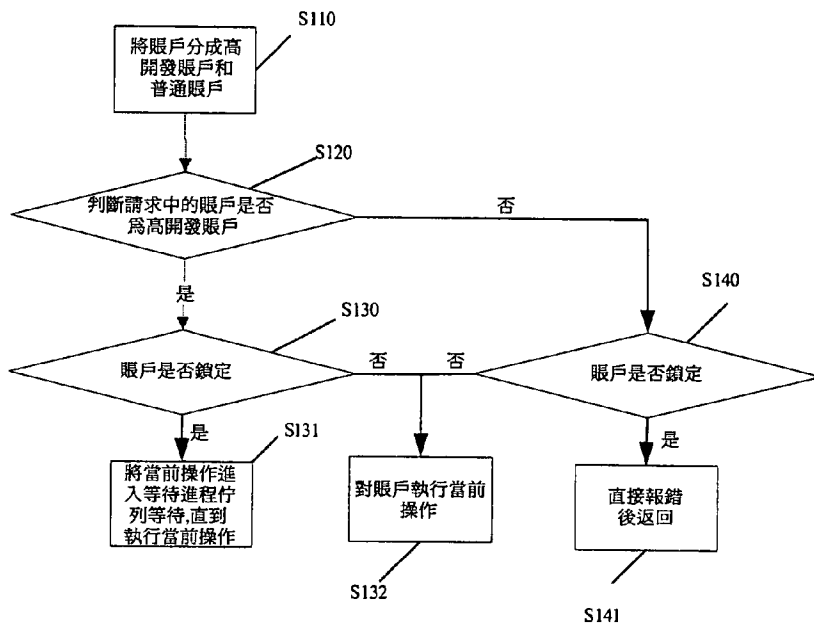 S110
將賬戶分成高
開發賬戶和
普通賬戶
S120
判斷請求中的賬戶是否
爲高開發賬戶
否
是
S130
S140
賬戶是否鎖定
否
否
賬戶是否鎖定
是
S131
是
將當前操作進
入等待進程佇
列等待,直到
執行當前操作
對賬戶執行當前
操作
直接報錯
後返回
S132
S141